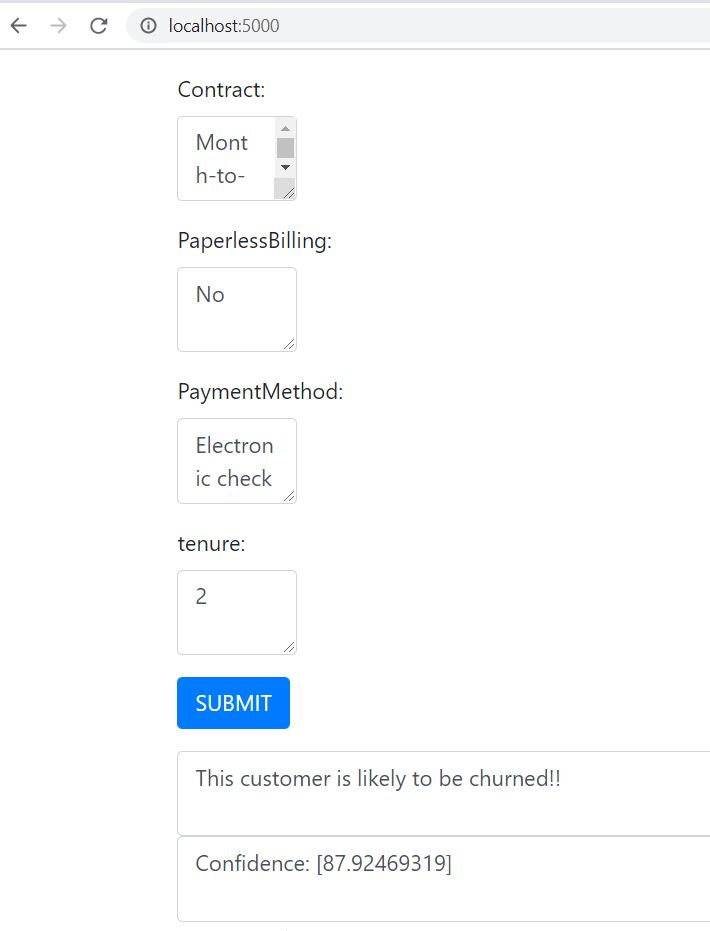 localhost:5000
Contract:
Mont
h-to-
PaperlessBilling:
No
PaymentMethod:
Electron
ic check
tenure:
2
SUBMIT
This customer is likely to be churned!!
Confidence: [87.92469319]